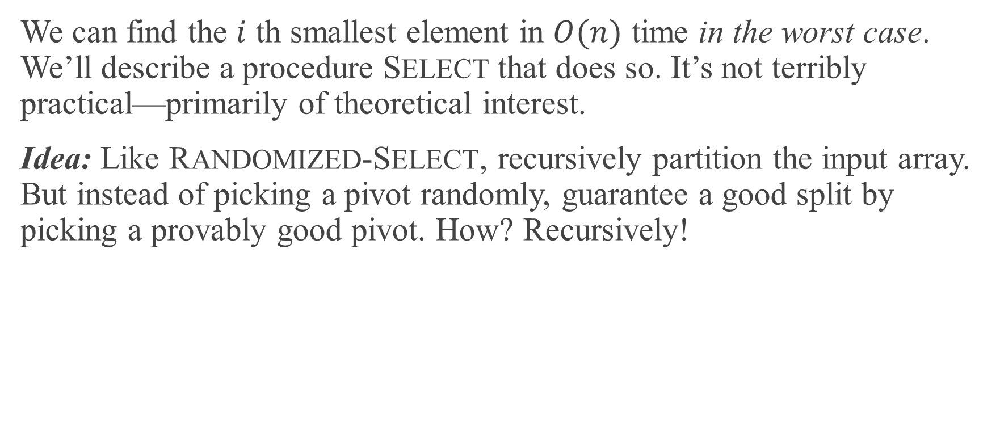 We can find the i th smallest element in O(n) time in the worst case.
We’ll describe a procedure SELECT that does so. It’s not terribly
practical—primarily of theoretical interest.
Idea: Like RANDOMIZED-SELECT, recursively partition the input array.
But instead of picking a pivot randomly, guarantee a good split by
picking a provably good pivot. How? Recursively!